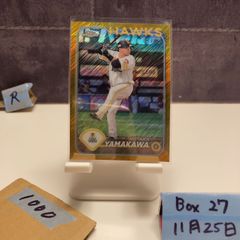 HAWKS
R
YAMAKAWA
1000
Box 27
11月25日